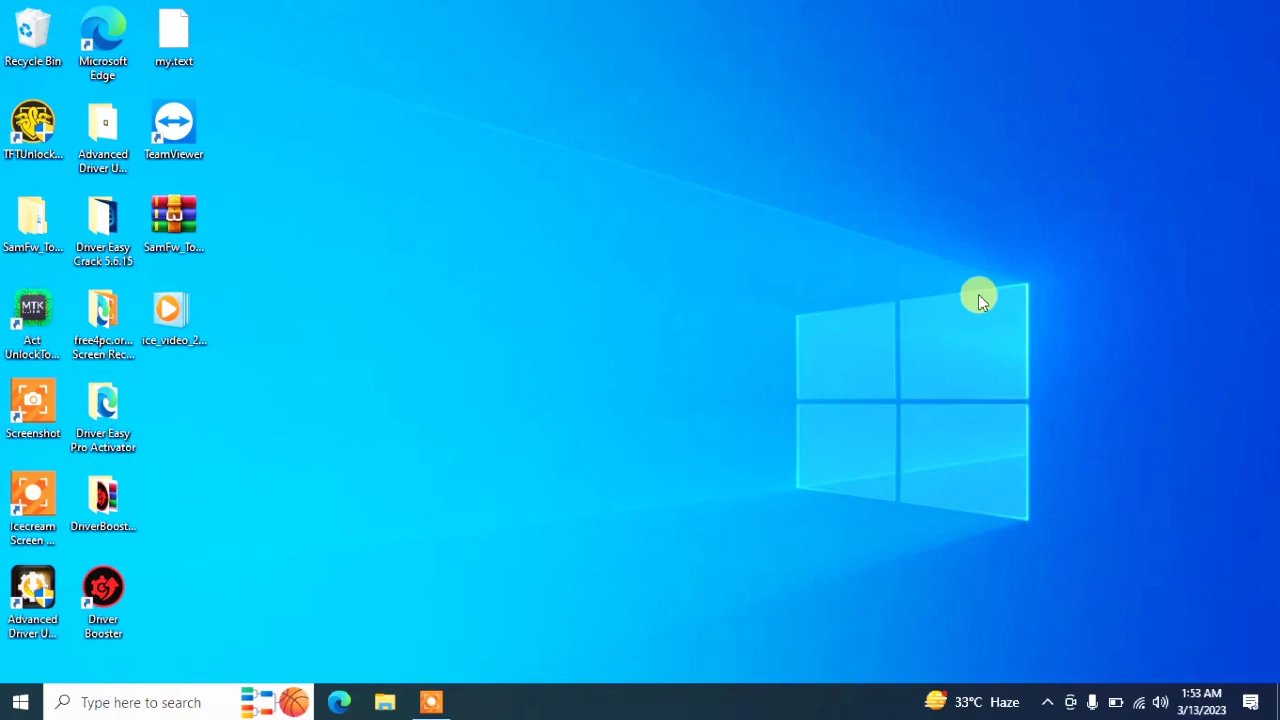 Recycle Bin
Microsoft
Edge
my.text
TFTUnlock...
Advanced
Driver U...
TeamViewer
SamFw_To...
Driver Easy
Crack 5.6.15
SamFw_To...
MTK
Act
UnlockTo...
free4pc.or...
Screen Rec...
ice_video_2...
Screenshot
Driver Easy
Pro Activator
Icecream
Screen ...
DriverBoost...
Advanced
Driver U...
Driver
Booster
Type here to search
33°C Haze
1:53 AM
3/13/2023